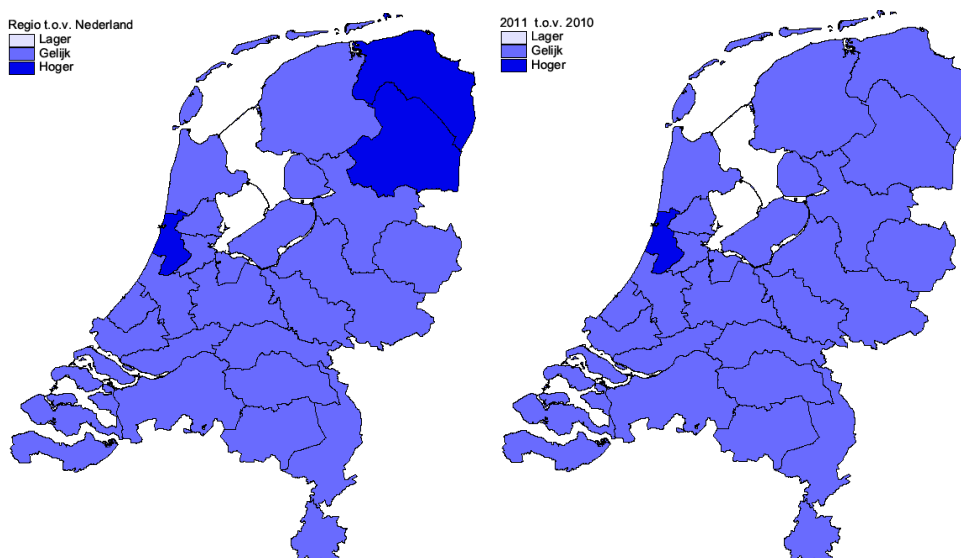 Regio t.o.v. Nederland
Lager
Gelijk
Hoger
2011 t.o.v. 2010
Lager
Gelijk
Hoger